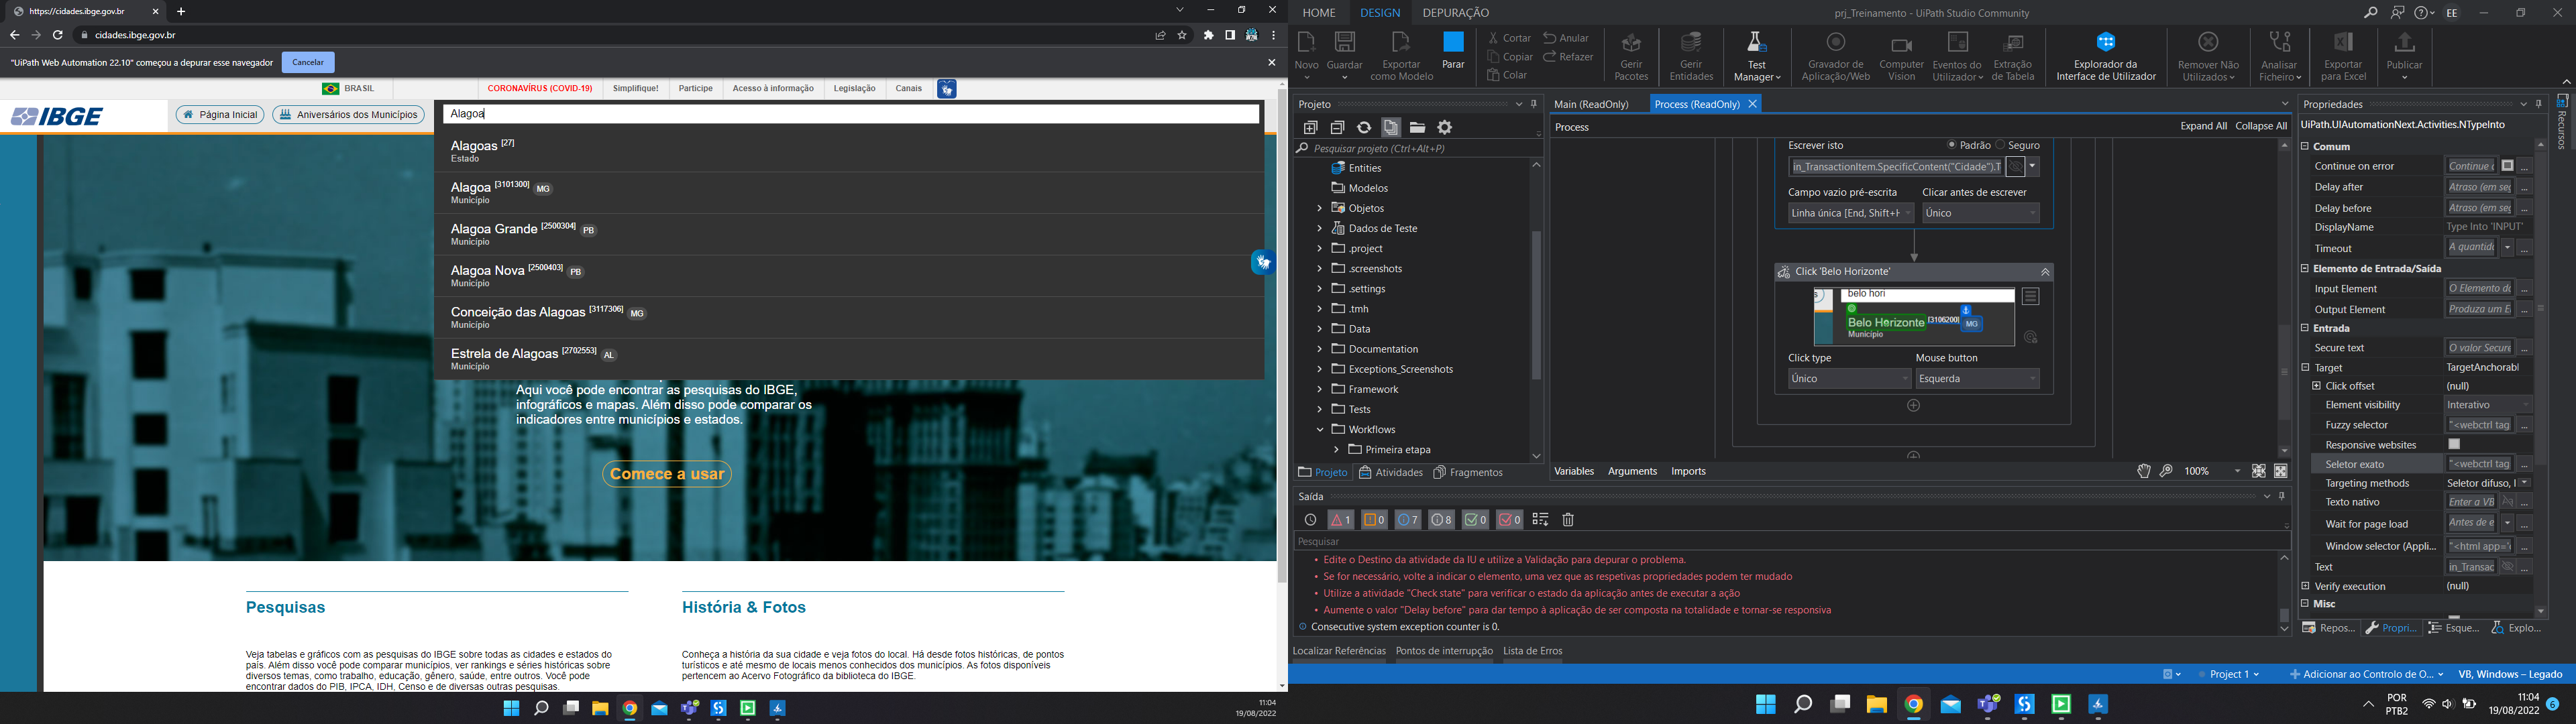 https://cidades.ibge.gov.br
cidades.ibge.gov.br
"UiPath Web Automation 22.10" começou a depurar esse navegador
Cancelar
BRASIL
CORONAVÍRUS (COVID-19)
Simplifique!
Participe
Acesso à informação
Legislação
Canais
IBGE
Página Inicial
Aniversários dos Municípios
Alagoa
Alagoas [27]
Estado
Alagoa [3101300] MG
Município
Alagoa Grande [2500304] PB
Município
Alagoa Nova [2500403] PB
Município
Conceição das Alagoas [3117306] MG
Município
Estrela de Alagoas [2702553] AL
Município
Aqui você pode encontrar as pesquisas do IBGE,
infográficos e mapas. Além disso pode comparar os
indicadores entre municípios e estados.
Comece a usar
Pesquisas
Veja tabelas e gráficos com as pesquisas do IBGE sobre todas as cidades e estados do
país. Além disso você pode comparar municípios, ver rankings e séries históricas sobre
diversos temas, como trabalho, educação, gênero, saúde, entre outros. Você pode
encontrar dados do PIB, IPCA, IDH, Censo e de diversas outras pesquisas.
História & Fotos
Conheça a história da sua cidade e veja fotos do local. Há desde fotos históricas, de pontos
turísticos e até mesmo de locais menos conhecidos dos municípios. As fotos disponíveis
pertencem ao Acervo Fotográfico da biblioteca do IBGE.
11:04
19/08/2022
HOME
DESIGN
DEPURAÇÃO
prj_Treinamento - UiPath Studio Community
EE
Novo
Guardar
Exportar
como Modelo
Parar
Cortar
Copiar
Colar
Anular
Refazer
Gerir
Pacotes
Gerir
Entidades
Test
Manager
Gravador de
Aplicação/Web
Computer
Vision
Eventos do
Utilizador
Extração
de Tabela
Explorador da
Interface de Utilizador
Remover Não
Utilizados
Analisar
Ficheiro
Exportar
para Excel
Publicar
Projeto
Pesquisar projeto (Ctrl+Alt+P)
Entities
Modelos
Objetos
Dados de Teste
.project
.screenshots
.settings
.tmh
Data
Documentation
Exceptions_Screenshots
Framework
Tests
Workflows
Primeira etapa
Projeto
Atividades
Fragmentos
Main (ReadOnly)
Process (ReadOnly)
Process
Expand All
Collapse All
Escrever isto
Padrão
Seguro
in_TransactionItem.SpecificContent("Cidade").T
Campo vazio pré-escrita
Clicar antes de escrever
Linha única [End, Shift+H
Único
Click 'Belo Horizonte'
belo hori
Belo Horizonte [3106200] MG
Município
Click type
Mouse button
Único
Esquerda
Variables
Arguments
Imports
100%
Saída
1
0
7
8
0
0
Pesquisar
• Edite o Destino da atividade da IU e utilize a Validação para depurar o problema.
• Se for necessário, volte a indicar o elemento, uma vez que as respetivas propriedades podem ter mudado
• Utilize a atividade "Check state" para verificar o estado da aplicação antes de executar a ação
• Aumente o valor "Delay before" para dar tempo à aplicação de ser composta na totalidade e tornar-se responsiva
Consecutive system exception counter is 0.
Localizar Referências
Pontos de interrupção
Lista de Erros
Propriedades
UiPath.UIAutomationNext.Activities.NTypeInto
Comum
Continue on error
Continue
Delay after
Atraso (em seg
Delay before
Atraso (em seg
DisplayName
Type Into 'INPUT'
Timeout
A quantid
Elemento de Entrada/Saída
Input Element
O Elemento da
Output Element
Produza um E
Entrada
Secure text
O valor Secure
Target
TargetAnchorabl
Click offset
(null)
Element visibility
Interativo
Fuzzy selector
"<webctrl tag
Responsive websites
Seletor exato
"<webctrl tag
Targeting methods
Seletor difuso, I
Texto nativo
Enter a VB
Wait for page load
Antes de e
Window selector (Appli...
"<html app='
Text
in_Transac
Verify execution
(null)
Misc
Repos...
Propri...
Esque...
Explo...
Recursos
Project 1
Adicionar ao Controlo de O...
VB, Windows – Legado
POR
PTB2
11:04
19/08/2022
6